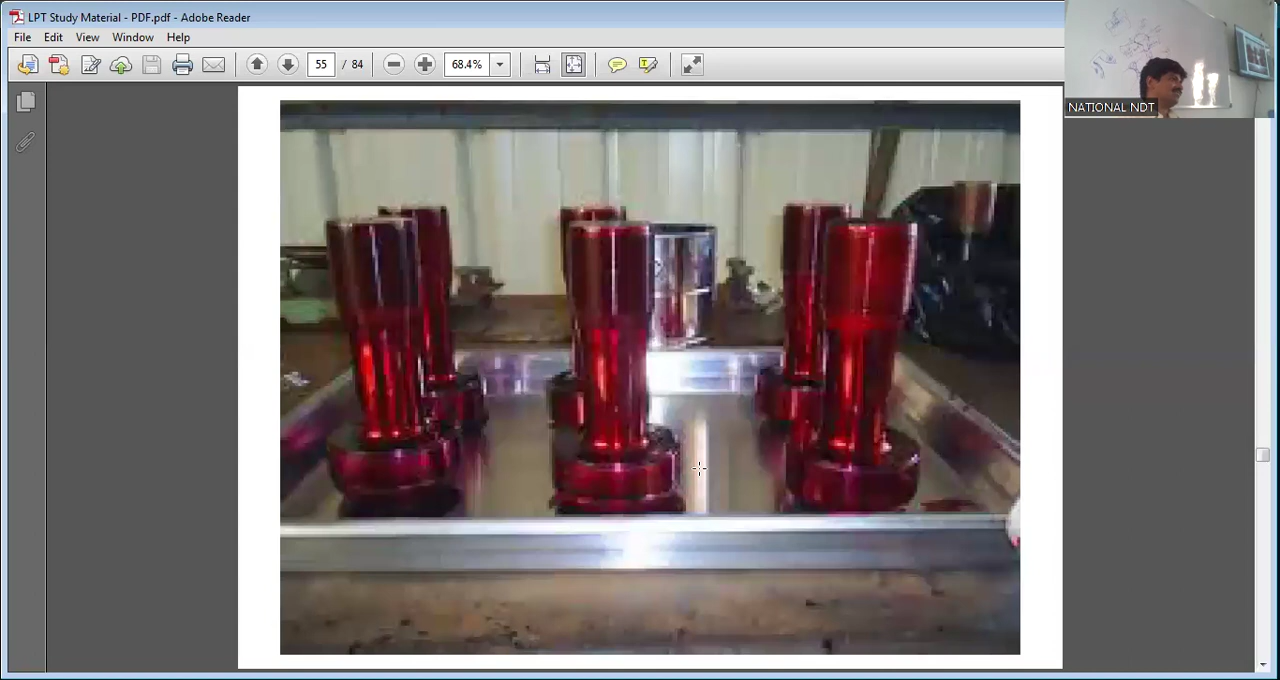 LPT Study Material - PDF.pdf - Adobe Reader
File Edit View Window Help
55 / 84 68.4%
NATIONAL NDT